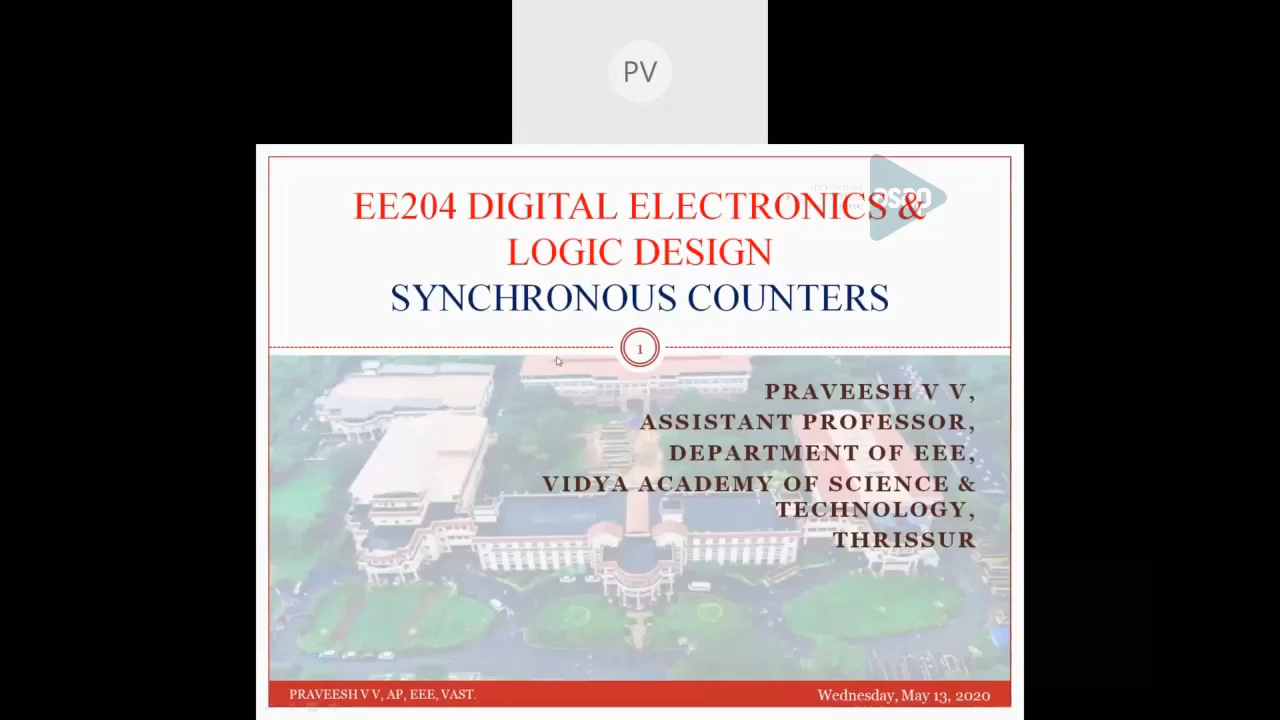 PV
EE204 DIGITAL ELECTRONICS &
LOGIC DESIGN
SYNCHRONOUS COUNTERS
1
PRAVEESH V V,
ASSISTANT PROFESSOR,
DEPARTMENT OF EEE,
VIDYA ACADEMY OF SCIENCE &
TECHNOLOGY,
THRISSUR
PRAVEESH V V, AP, EEE, VAST.
Wednesday, May 13, 2020